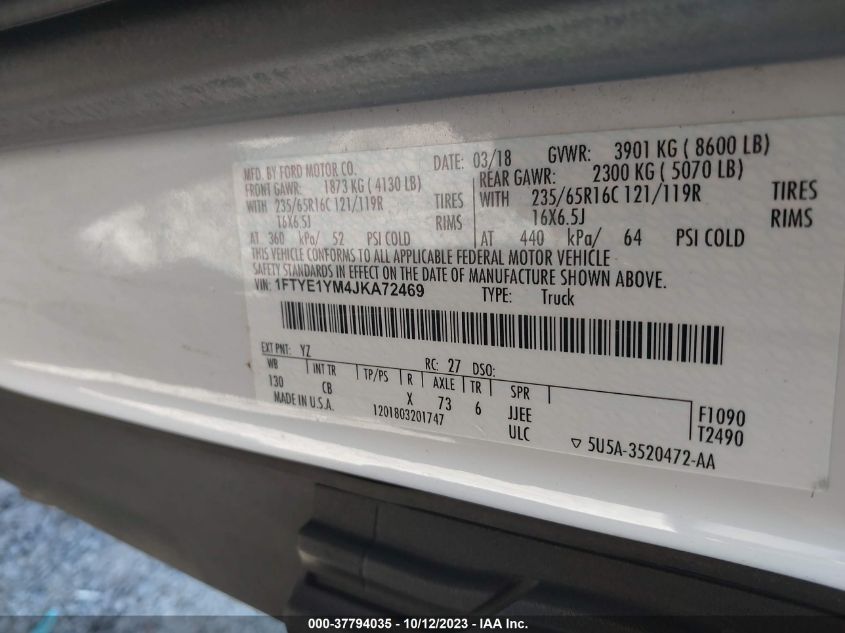 MFD. BY FORD MOTOR CO. DATE: 03/18 GVWR: 3901 KG ( 8600 LB)
FRONT GAWR: 1873 KG ( 4130 LB) REAR GAWR: 2300 KG ( 5070 LB)
WITH 235/65R16C 121/119R TIRES WITH 235/65R16C 121/119R TIRES
16X6.5J RIMS 16X6.5J RIMS
AT 360 kPa/ 52 PSI COLD AT 440 kPa/ 64 PSI COLD
THIS VEHICLE CONFORMS TO ALL APPLICABLE FEDERAL MOTOR VEHICLE
SAFETY STANDARDS IN EFFECT ON THE DATE OF MANUFACTURE SHOWN ABOVE.
VIN: 1FTYE1YM4JKA72469 TYPE: Truck
EXT PNT: YZ RC: 27 DSO:
WB INT TR TP/PS R AXLE TR SPR
130 CB X 73 6 JJEE F1090
MADE IN U.S.A. 1201803201747 ULC T2490
5U5A-3520472-AA
000-37794035 - 10/12/2023 - IAA Inc.